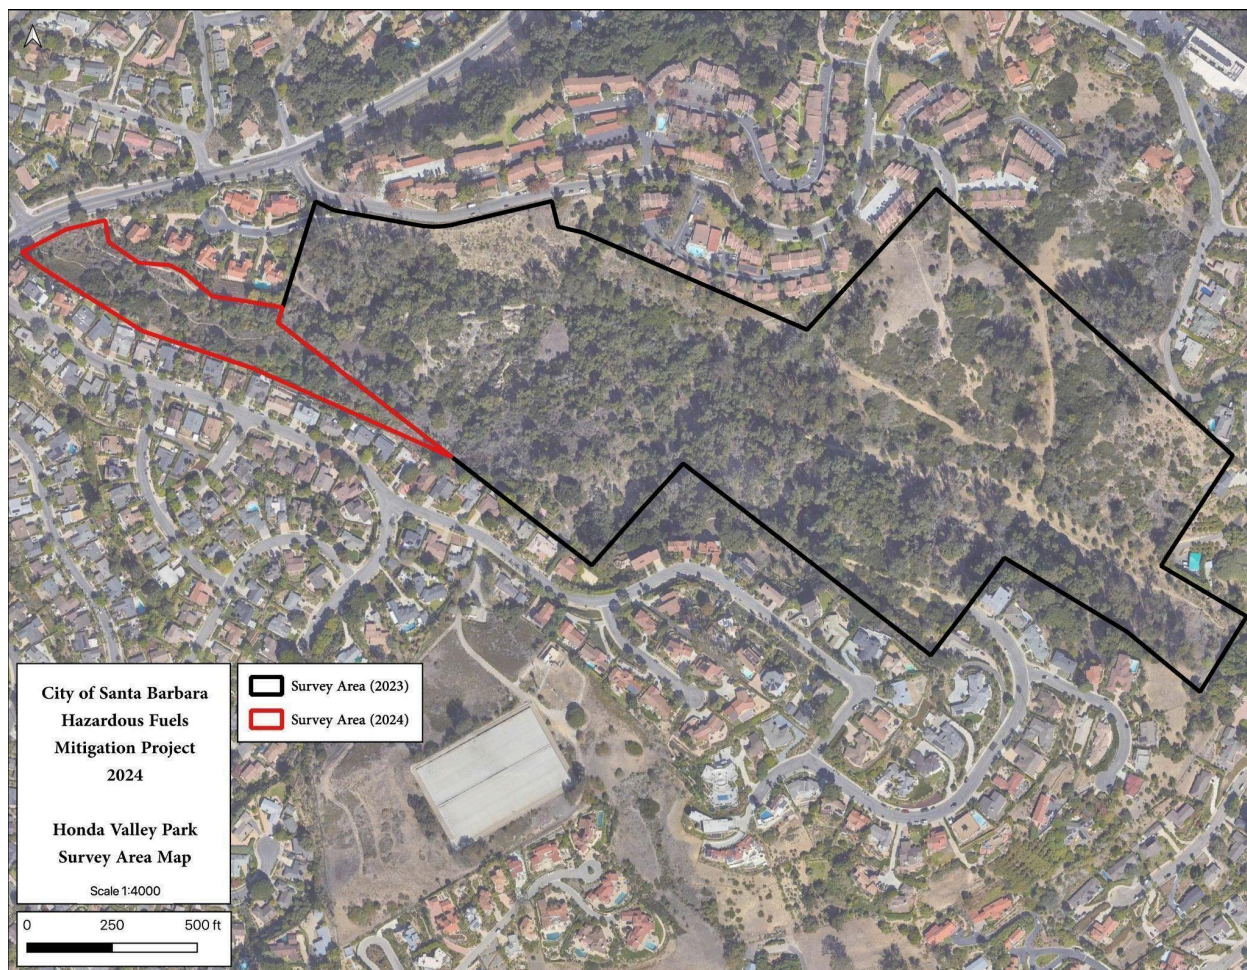 City of Santa Barbara
Hazardous Fuels
Mitigation Project
2024
Honda Valley Park
Survey Area Map
Scale 1:4000
0 250 500 ft
Survey Area (2023)
Survey Area (2024)